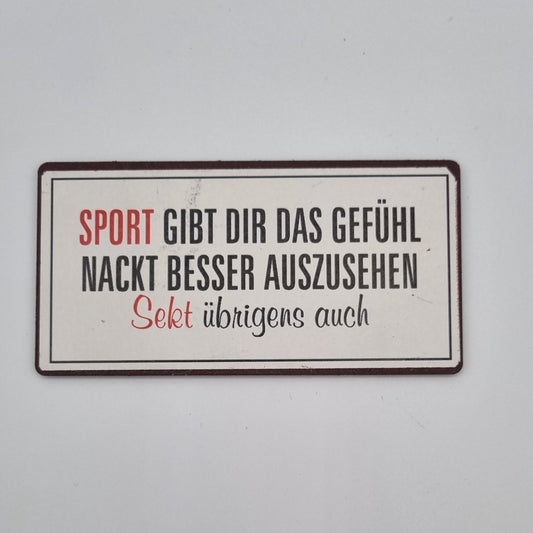 SPORT GIBT DIR DAS GEFÜHL
NACKT BESSER AUSZUSEHEN
Sekt übrigens auch